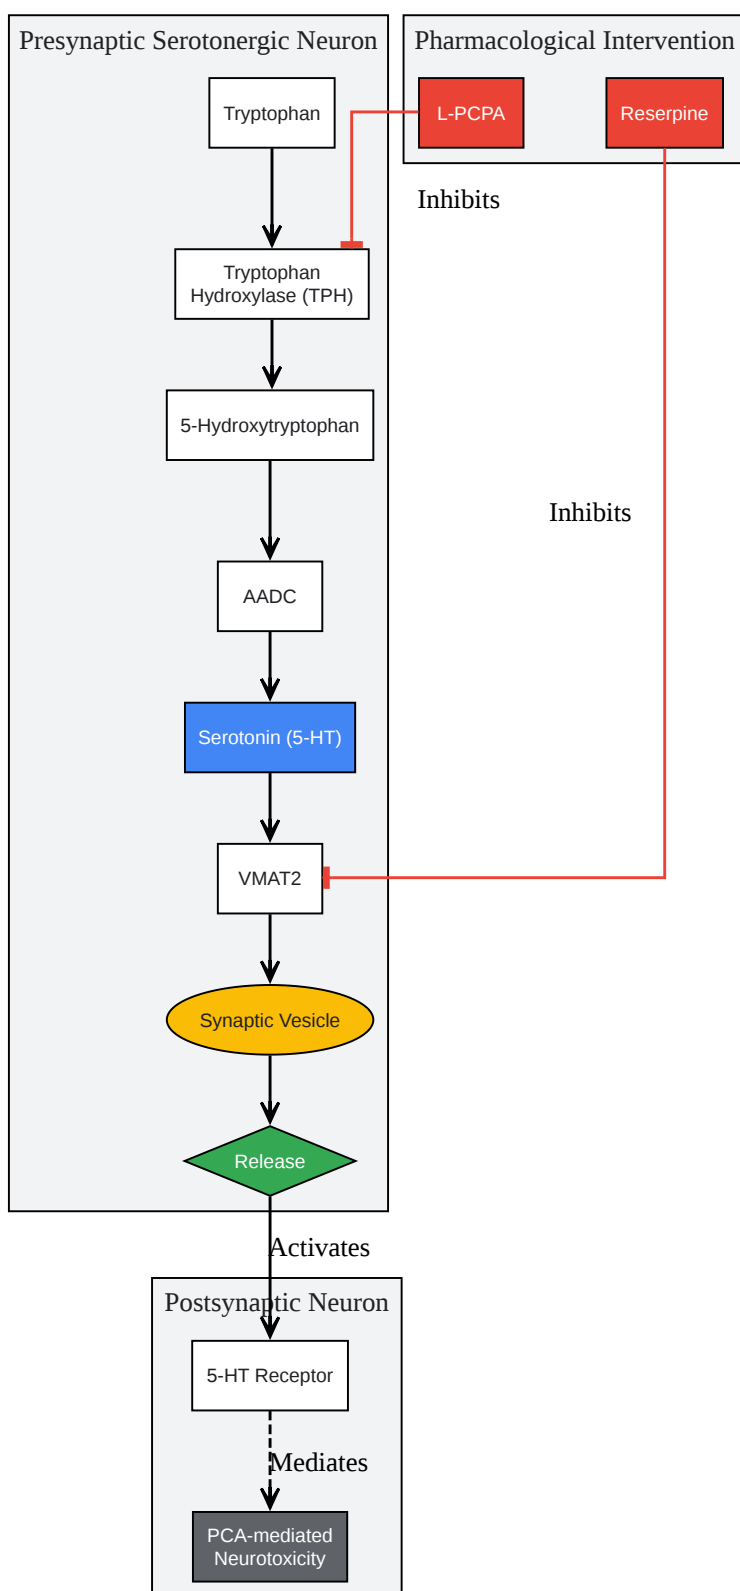 Presynaptic Serotonergic Neuron
Pharmacological Intervention
Tryptophan
L-PCPA
Reserpine
Inhibits
Tryptophan
Hydroxylase (TPH)
5-Hydroxytryptophan
Inhibits
AADC
Serotonin (5-HT)
VMAT2
Synaptic Vesicle
Release
Activates
Postsynaptic Neuron
5-HT Receptor
Mediates
PCA-mediated
Neurotoxicity